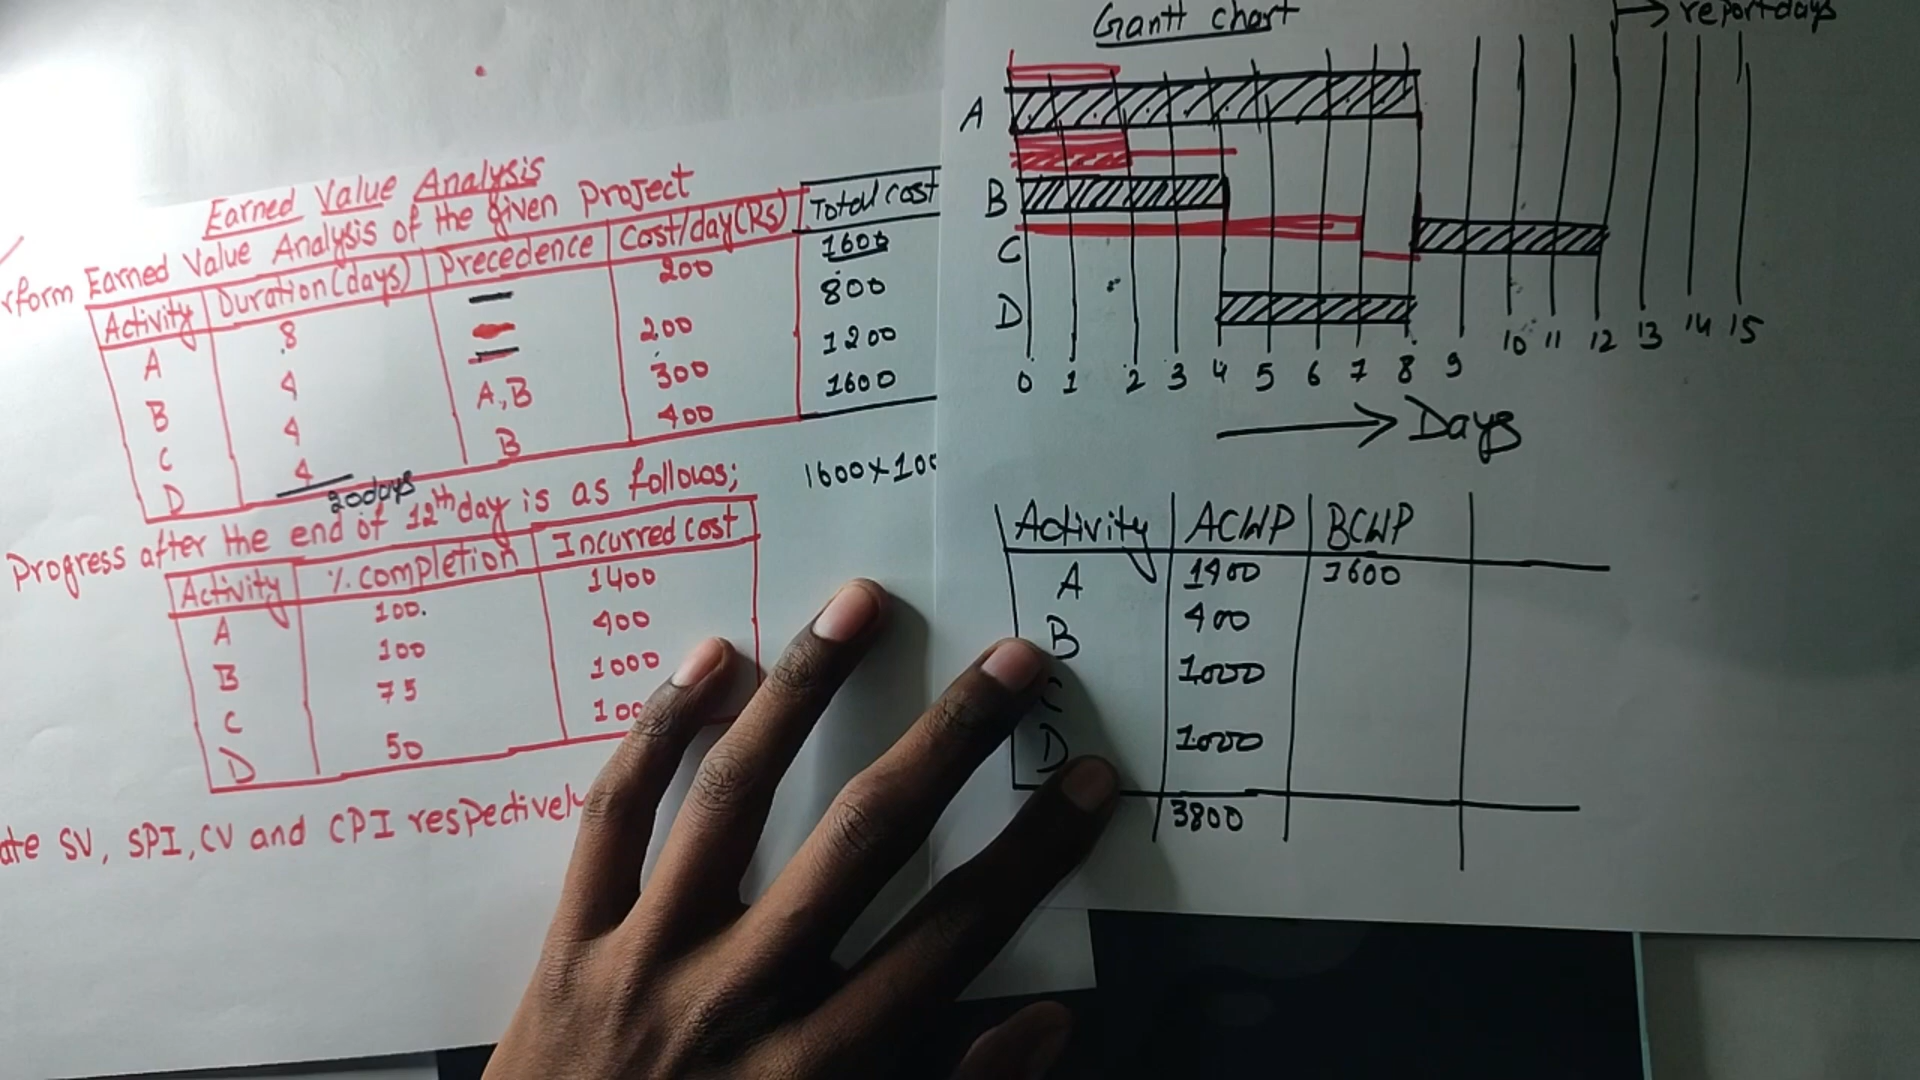 Earned Value Analysis
rform Earned Value Analysis of the given Project
Activity Duration(days) Precedence Cost/day(Rs) Total cost
A 8 — 200 1600
B 4 — 200 800
C 4 A,B 300 1200
D 4 B 400 1600
20days
1600×100
Progress after the end of 12th day is as follows;
Activity % completion Incurred cost
A 100. 1400
B 100 400
C 75 1000
D 50 100
ate SV, SPI, CV and CPI respectively
Gantt chart
→ reportdays
A
B
C
D
0 1 2 3 4 5 6 7 8 9 10 11 12 13 14 15
→ Days
Activity ACWP BCWP
A 1400 1600
B 400
C 1000
D 1000
3800